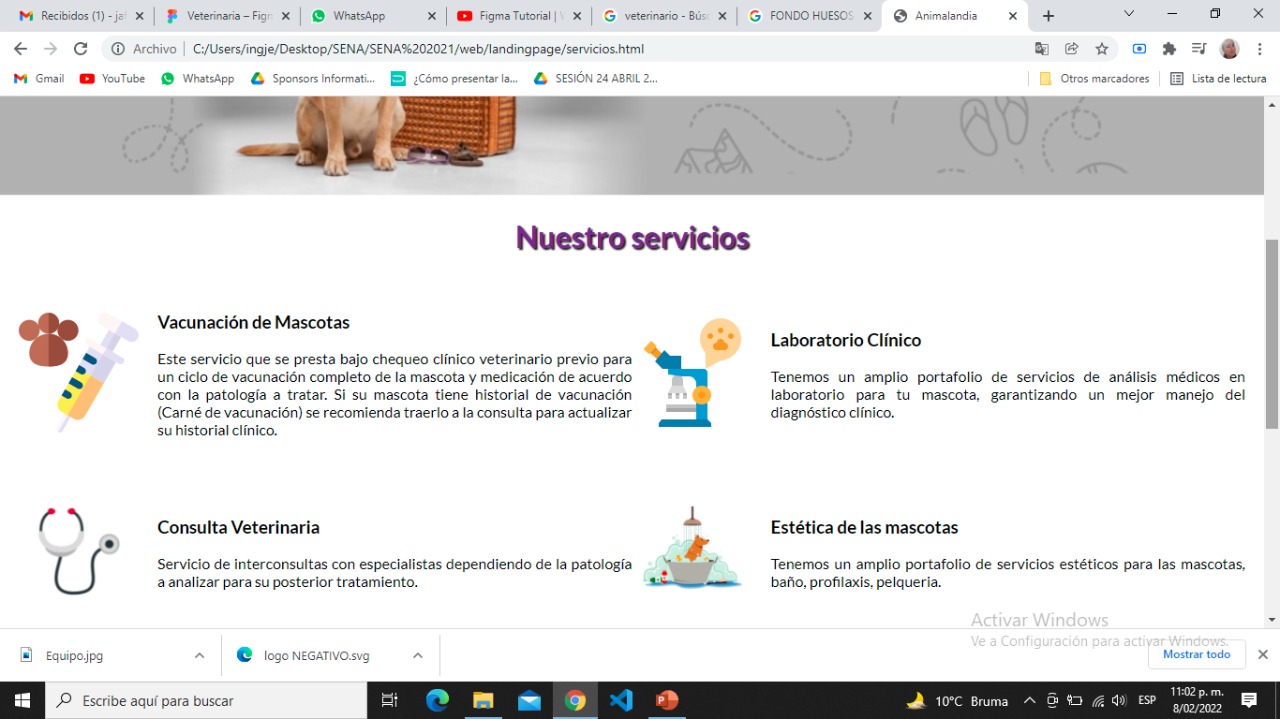 Recibidos (1) - ja
Veterinaria – Figm
WhatsApp
Figma Tutorial | W
veterinario - Búsc
FONDO HUESOS
Animalandia
Archivo | C:/Users/ingje/Desktop/SENA/SENA%202021/web/landingpage/servicios.html
Gmail
YouTube
WhatsApp
Sponsors Informati...
¿Cómo presentar la...
SESIÓN 24 ABRIL 2...
Otros marcadores
Lista de lectura
Nuestro servicios
Vacunación de Mascotas
Este servicio que se presta bajo chequeo clínico veterinario previo para
un ciclo de vacunación completo de la mascota y medicación de acuerdo
con la patología a tratar. Si su mascota tiene historial de vacunación
(Carné de vacunación) se recomienda traerlo a la consulta para actualizar
su historial clínico.
Laboratorio Clínico
Tenemos un amplio portafolio de servicios de análisis médicos en
laboratorio para tu mascota, garantizando un mejor manejo del
diagnóstico clínico.
Consulta Veterinaria
Servicio de interconsultas con especialistas dependiendo de la patología
a analizar para su posterior tratamiento.
Estética de las mascotas
Tenemos un amplio portafolio de servicios estéticos para las mascotas,
baño, profilaxis, pelqueria.
Activar Windows
Ve a Configuración para activar Windows.
Equipo.jpg
logo NEGATIVO.svg
Mostrar todo
Escribe aquí para buscar
10°C Bruma
ESP
11:02 p. m.
8/02/2022